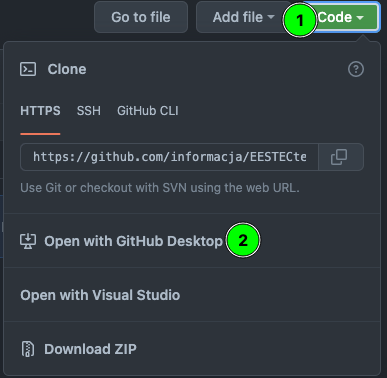 Go to file Add file 1 Code
Clone
HTTPS SSH GitHub CLI
https://github.com/informacja/EESTECte
Use Git or checkout with SVN using the web URL.
Open with GitHub Desktop 2
Open with Visual Studio
Download ZIP